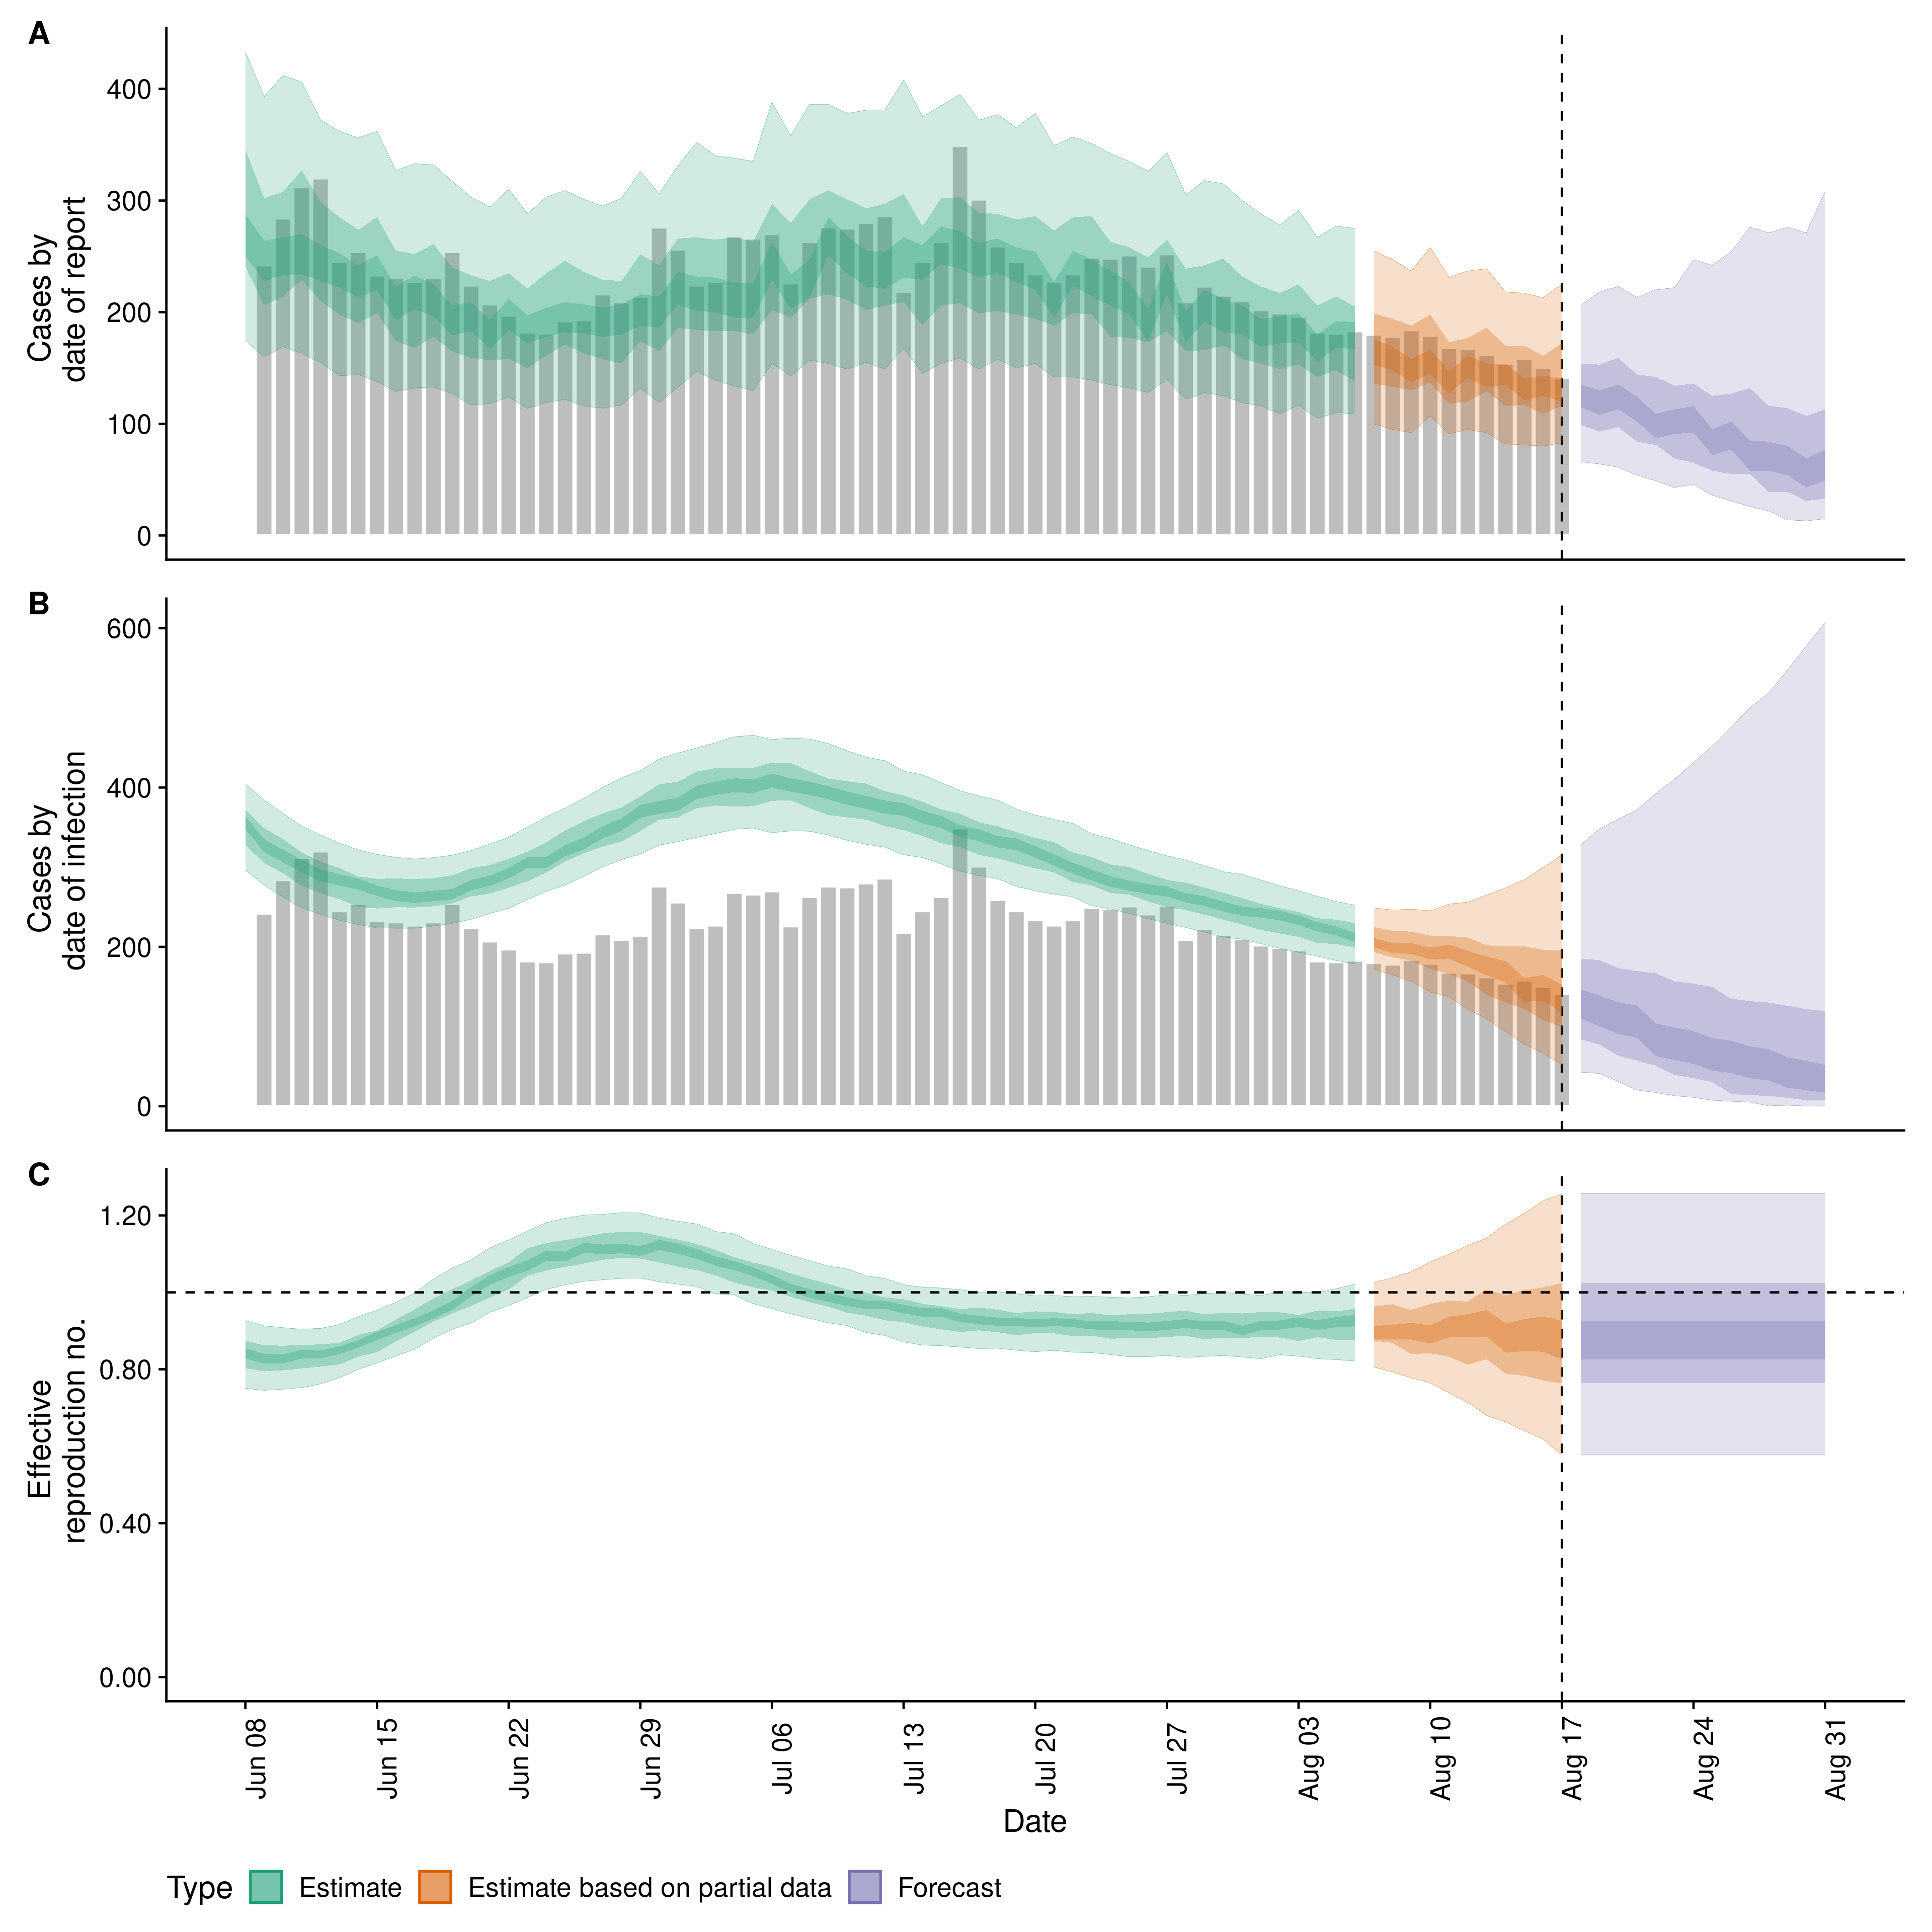 A
Cases by
date of report
400
300
200
100
0
B
Cases by
date of infection
600
400
200
0
C
Effective
reproduction no.
1.20
0.80
0.40
0.00
Jun 08
Jun 15
Jun 22
Jun 29
Jul 06
Jul 13
Jul 20
Jul 27
Aug 03
Aug 10
Aug 17
Aug 24
Aug 31
Date
Type Estimate Estimate based on partial data Forecast